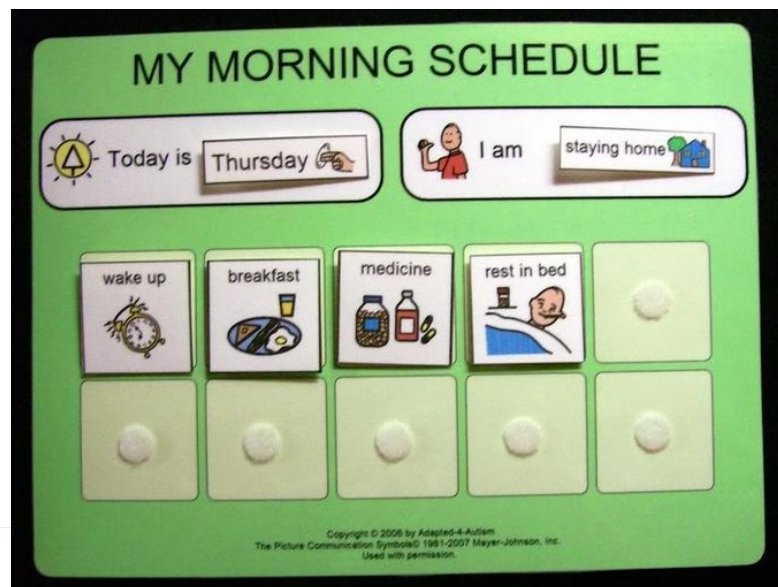 MY MORNING SCHEDULE
Today is Thursday
I am staying home
wake up
breakfast
medicine
rest in bed
Copyright © 2006 by Adapted-4-Autism
The Picture Communication Symbols© 1981-2007 Mayer-Johnson, Inc.
Used with permission.